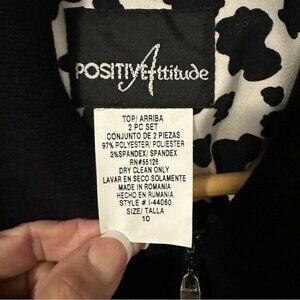 POSITIVE Attitude
TOP/ ARRIBA
2 PC SET
CONJUNTO DE 2 PIEZAS
97% POLYESTER/ POLIESTER
3%SPANDEX/ SPANDEX
RN#55126
DRY CLEAN ONLY
LAVAR EN SECO SOLAMENTE
MADE IN ROMANIA
HECHO EN RUMANIA
STYLE # I-44060
SIZE/ TALLA
10